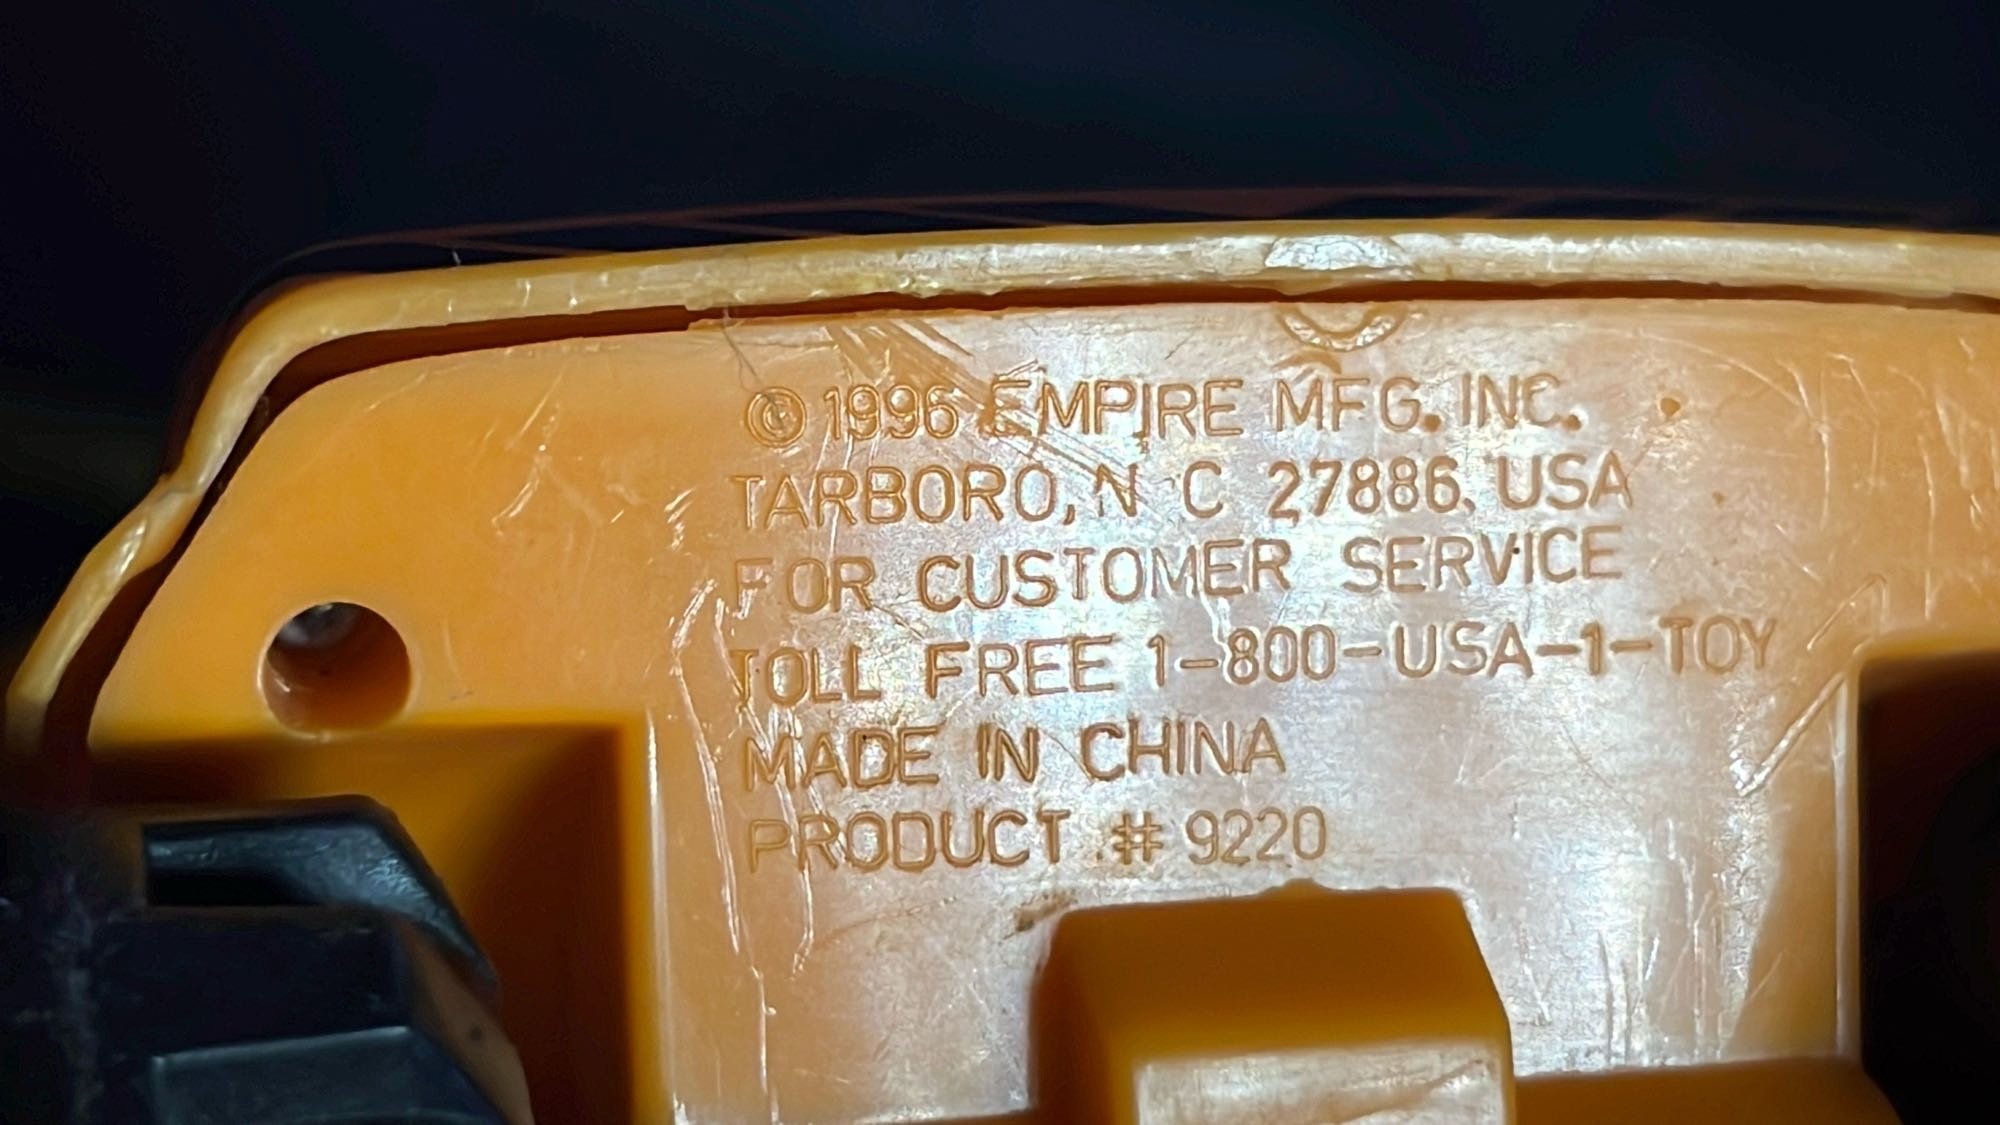 © 1996 EMPIRE MFG. INC.
TARBORO, N C 27886, USA
FOR CUSTOMER SERVICE
TOLL FREE 1-800-USA-1-TOY
MADE IN CHINA
PRODUCT # 9220